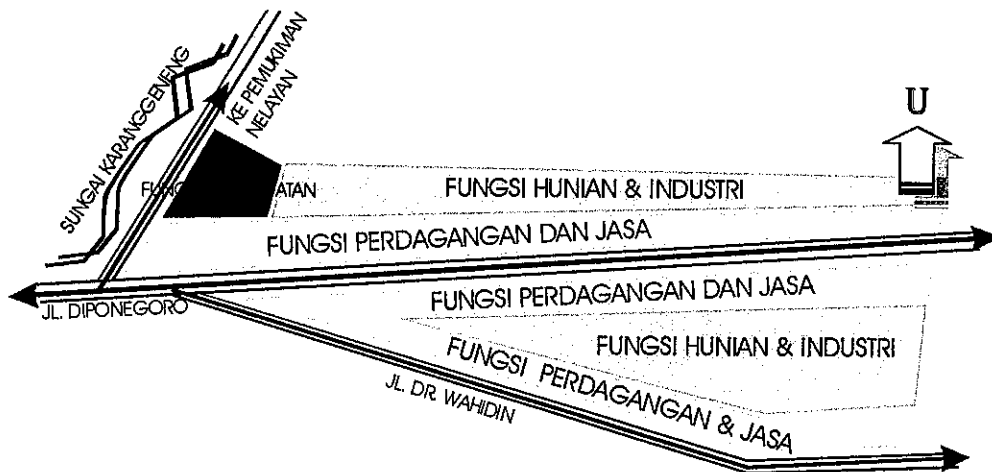 U
SUNGAI KARANGGENENG
KE PEMUKIMAN
NELAYAN
FUNGSI HUNIAN & INDUSTRI
FUNGSI PERDAGANGAN DAN JASA
JL. DIPONEGORO
FUNGSI PERDAGANGAN DAN JASA
FUNGSI HUNIAN & INDUSTRI
FUNGSI PERDAGANGAN & JASA
JL. DR. WAHIDIN